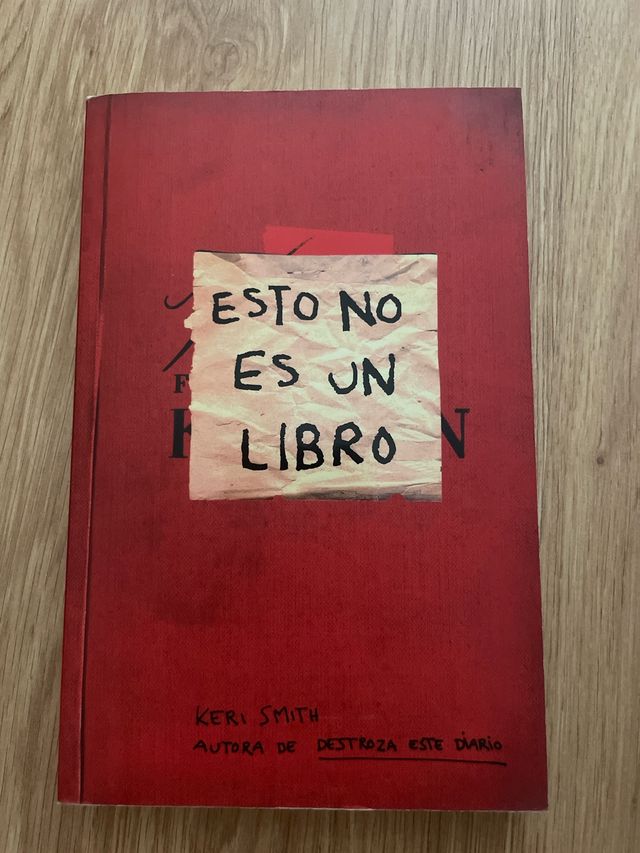 ESTO NO
ES UN
LIBRO
KERI SMITH
AUTORA DE DESTROZA ESTE DIARIO